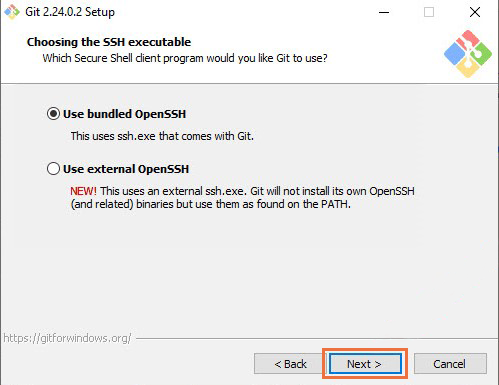 Git 2.24.0.2 Setup
Choosing the SSH executable
Which Secure Shell client program would you like Git to use?
Use bundled OpenSSH
This uses ssh.exe that comes with Git.
Use external OpenSSH
NEW! This uses an external ssh.exe. Git will not install its own OpenSSH
(and related) binaries but use them as found on the PATH.
https://gitforwindows.org/
< Back
Next >
Cancel